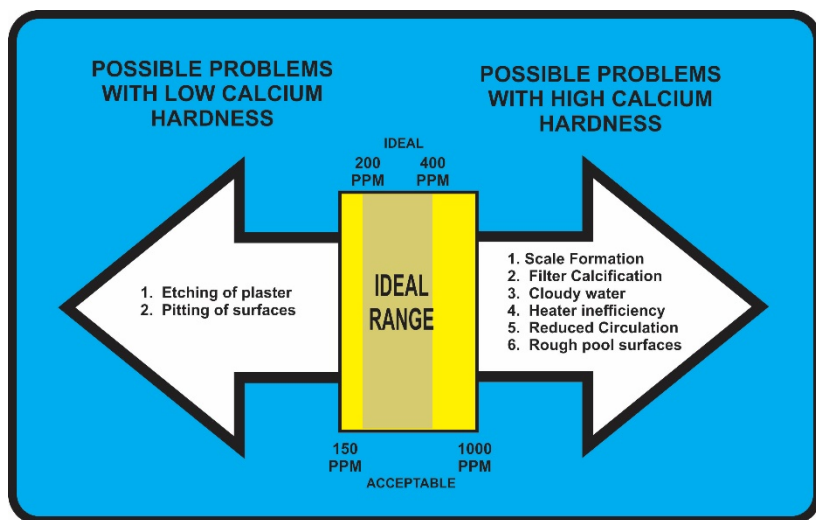 POSSIBLE PROBLEMS
WITH LOW CALCIUM
HARDNESS
POSSIBLE PROBLEMS
WITH HIGH CALCIUM
HARDNESS
IDEAL
200
PPM
400
PPM
1. Etching of plaster
2. Pitting of surfaces
IDEAL
RANGE
1. Scale Formation
2. Filter Calcification
3. Cloudy water
4. Heater inefficiency
5. Reduced Circulation
6. Rough pool surfaces
150
PPM
1000
PPM
ACCEPTABLE